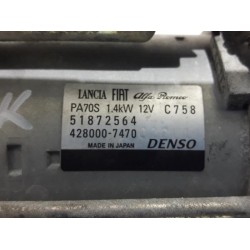 LANCIA FIAT Alfa Romeo
PA70S 1.4kW 12V C758
51872564
428000-7470
MADE IN JAPAN DENSO
K